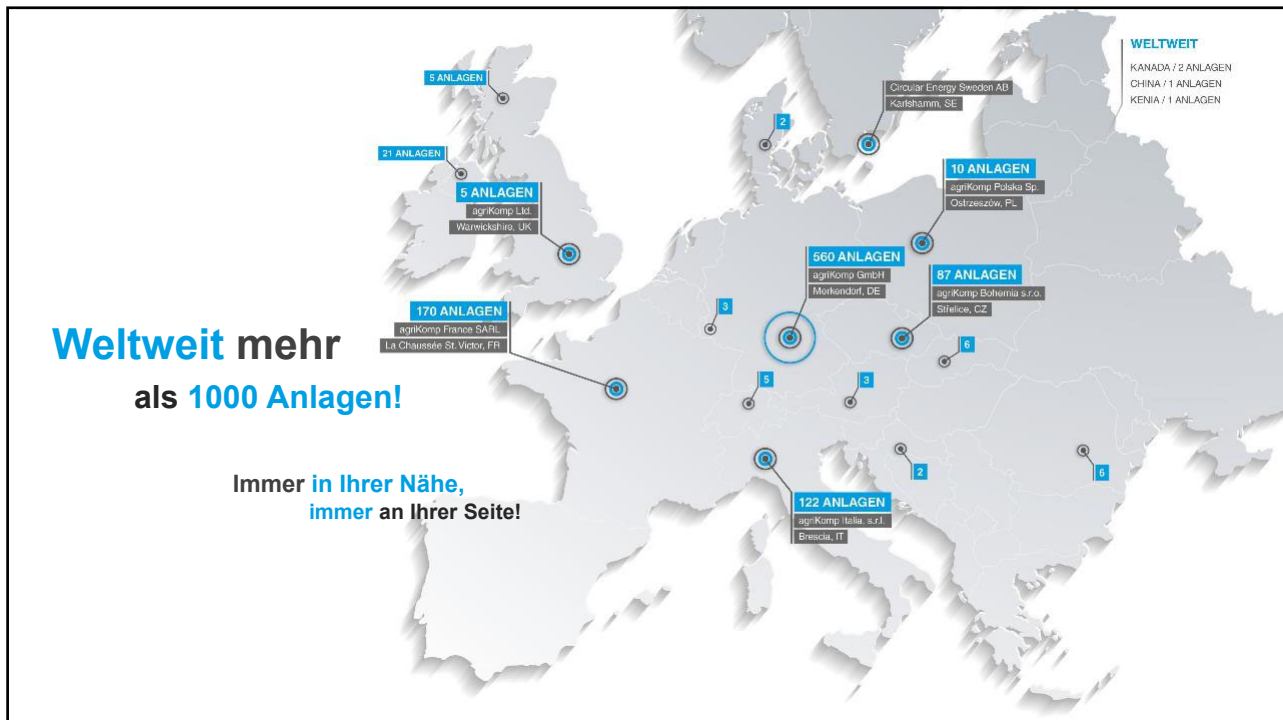 Weltweit mehr
als 1000 Anlagen!
Immer in Ihrer Nähe,
immer an Ihrer Seite!
WELTWEIT
KANADA / 2 ANLAGEN
CHINA / 1 ANLAGEN
KENIA / 1 ANLAGEN
5 ANLAGEN
21 ANLAGEN
5 ANLAGEN
agriKomp Ltd.
Warwickshire, UK
2
Circular Energy Sweden AB
Karlshamm, SE
10 ANLAGEN
agriKomp Polska Sp.
Ostrzeszów, PL
560 ANLAGEN
agriKomp GmbH
Merkendorf, DE
87 ANLAGEN
agriKomp Bohemia s.r.o.
Střelice, CZ
170 ANLAGEN
agriKomp France SARL
La Chaussée St. Victor, FR
3
6
5
3
2
6
122 ANLAGEN
agriKomp Italia. s.r.l.
Brescia, IT